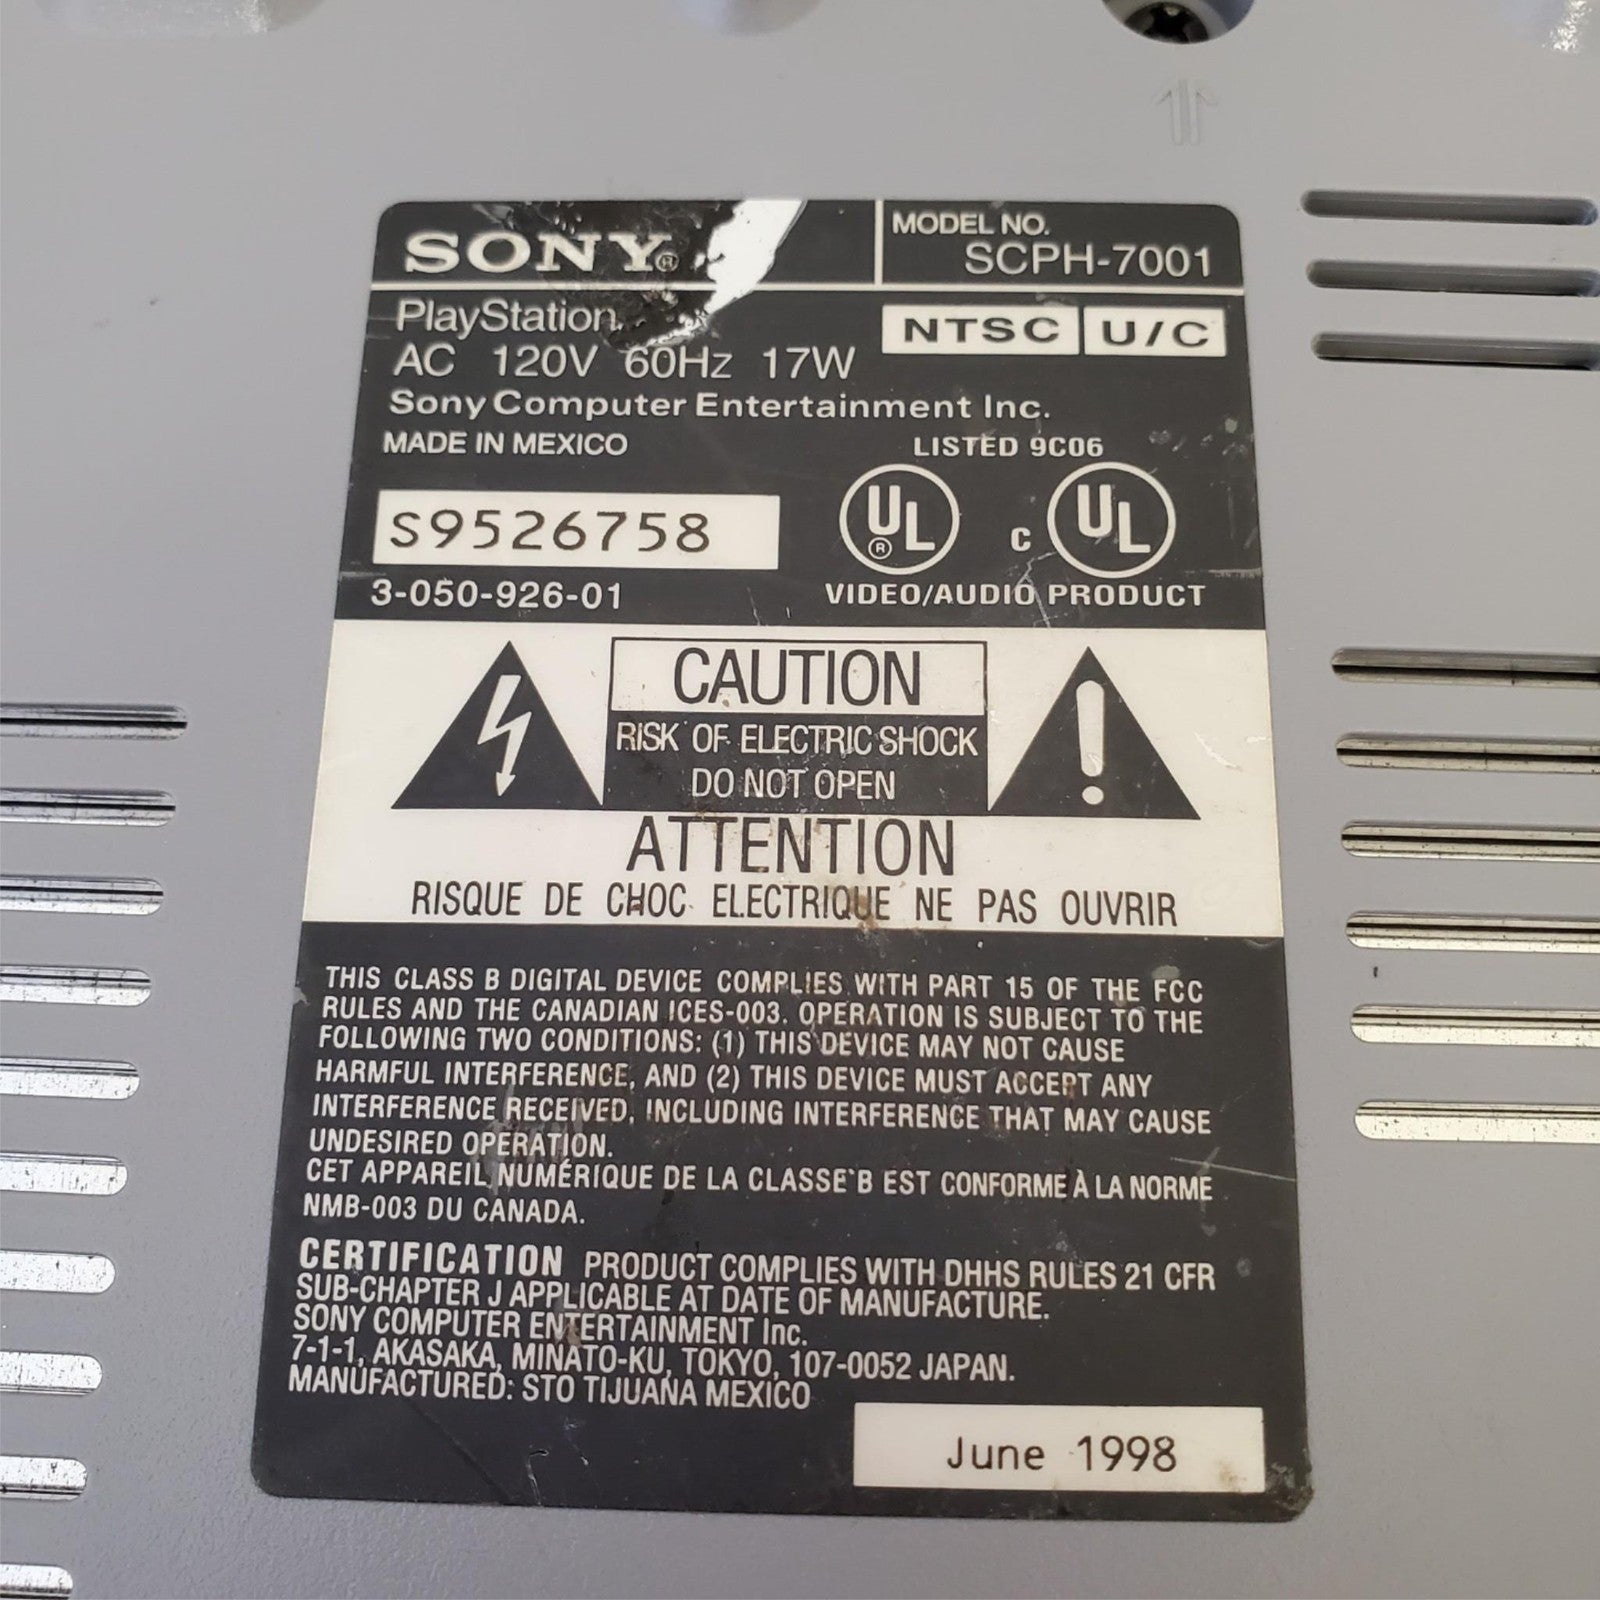 SONY®
MODEL NO.
SCPH-7001
PlayStation
NTSC U/C
AC 120V 60Hz 17W
Sony Computer Entertainment Inc.
MADE IN MEXICO
LISTED 9C06
S9526758
UL® C UL
3-050-926-01
VIDEO/AUDIO PRODUCT
CAUTION
RISK OF ELECTRIC SHOCK
DO NOT OPEN
ATTENTION
RISQUE DE CHOC ELECTRIQUE NE PAS OUVRIR
THIS CLASS B DIGITAL DEVICE COMPLIES WITH PART 15 OF THE FCC
RULES AND THE CANADIAN ICES-003. OPERATION IS SUBJECT TO THE
FOLLOWING TWO CONDITIONS: (1) THIS DEVICE MAY NOT CAUSE
HARMFUL INTERFERENCE, AND (2) THIS DEVICE MUST ACCEPT ANY
INTERFERENCE RECEIVED, INCLUDING INTERFERENCE THAT MAY CAUSE
UNDESIRED OPERATION.
CET APPAREIL NUMÉRIQUE DE LA CLASSE B EST CONFORME À LA NORME
NMB-003 DU CANADA.
CERTIFICATION PRODUCT COMPLIES WITH DHHS RULES 21 CFR
SUB-CHAPTER J APPLICABLE AT DATE OF MANUFACTURE.
SONY COMPUTER ENTERTAINMENT Inc.
7-1-1, AKASAKA, MINATO-KU, TOKYO, 107-0052 JAPAN.
MANUFACTURED: STO TIJUANA MEXICO
June 1998